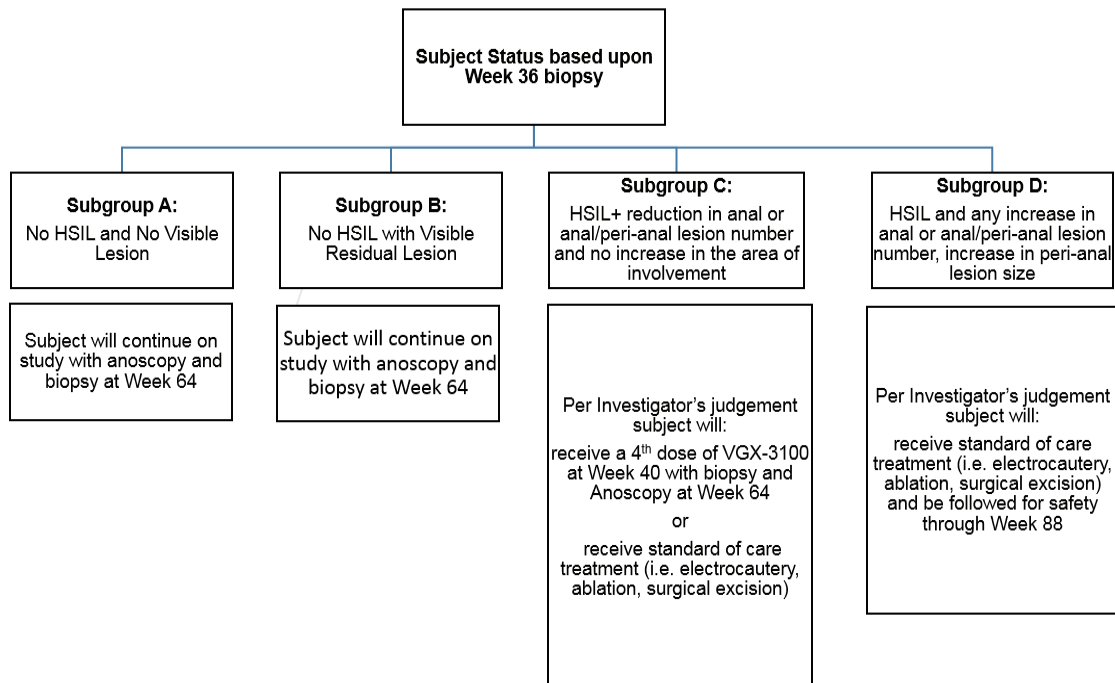 Subject Status based upon
Week 36 biopsy
Subgroup A:
No HSIL and No Visible
Lesion
Subject will continue on
study with anoscopy and
biopsy at Week 64
Subgroup B:
No HSIL with Visible
Residual Lesion
Subject will continue on
study with anoscopy and
biopsy at Week 64
Subgroup C:
HSIL+ reduction in anal or
anal/peri-anal lesion number
and no increase in the area of
involvement
Per Investigator’s judgement
subject will:
receive a 4th dose of VGX-3100
at Week 40 with biopsy and
Anoscopy at Week 64
or
receive standard of care
treatment (i.e. electrocautery,
ablation, surgical excision)
Subgroup D:
HSIL and any increase in
anal or anal/peri-anal lesion
number, increase in peri-anal
lesion size
Per Investigator’s judgement
subject will:
receive standard of care
treatment (i.e. electrocautery,
ablation, surgical excision)
and be followed for safety
through Week 88